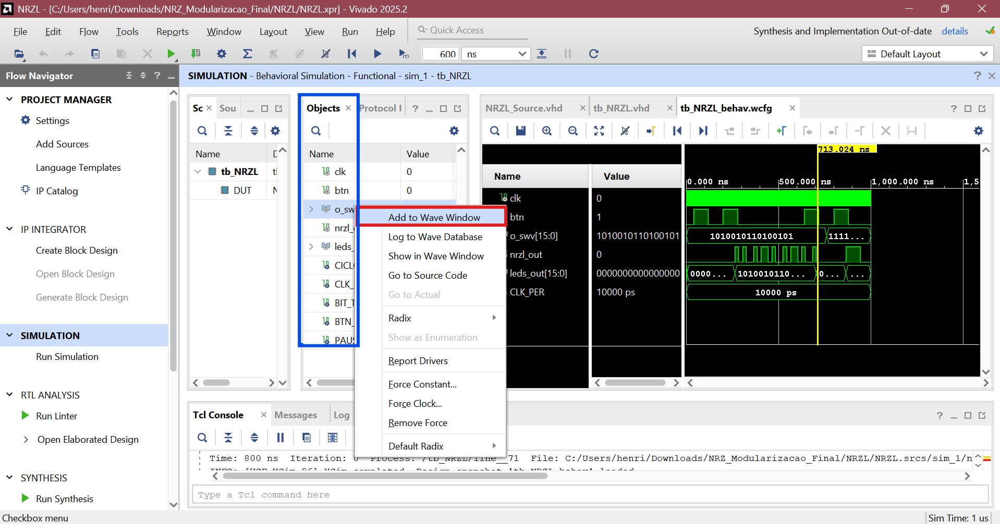 NRZL - [C:/Users/henri/Downloads/NRZ_Modularizacao_Final/NRZL/NRZL.xpr] - Vivado 2025.2
File Edit Flow Tools Reports Window Layout View Run Help Quick Access
Synthesis and Implementation Out-of-date details
600 ns
Default Layout
Flow Navigator
PROJECT MANAGER
Settings
Add Sources
Language Templates
IP Catalog
IP INTEGRATOR
Create Block Design
Open Block Design
Generate Block Design
SIMULATION
Run Simulation
RTL ANALYSIS
Run Linter
Open Elaborated Design
SYNTHESIS
Run Synthesis
SIMULATION - Behavioral Simulation - Functional - sim_1 - tb_NRZL
Sc Sou
Name
tb_NRZL
DUT
Objects Protocol I
Name Value
clk 0
btn 0
o_sw
nrzl_
leds_
CICL
CLK_
BIT_T
BTN_
PAUS
Add to Wave Window
Log to Wave Database
Show in Wave Window
Go to Source Code
Go to Actual
Radix
Show as Enumeration
Report Drivers
Force Constant...
Force Clock...
Remove Force
Default Radix
NRZL_Source.vhd tb_NRZL.vhd tb_NRZL_behav.wcfg
Name Value
clk 0
btn 1
o_swv[15:0] 1010010110100101
nrzl_out 0
leds_out[15:0] 0000000000000000
CLK_PER 10000 ps
713.024 ns
0.000 ns 500.000 ns 1,000.000 ns 1,5
1010010110100101 1111...
0000... 1010010110... 0... ...
10000 ps
Tcl Console Messages Log
Time: 800 ns Iteration: 0 Process: /tb_NRZL/line__71 File: C:/Users/henri/Downloads/NRZ_Modularizacao_Final/NRZL/NRZL.srcs/sim_1/n
Type a Tcl command here
Checkbox menu
Sim Time: 1 us